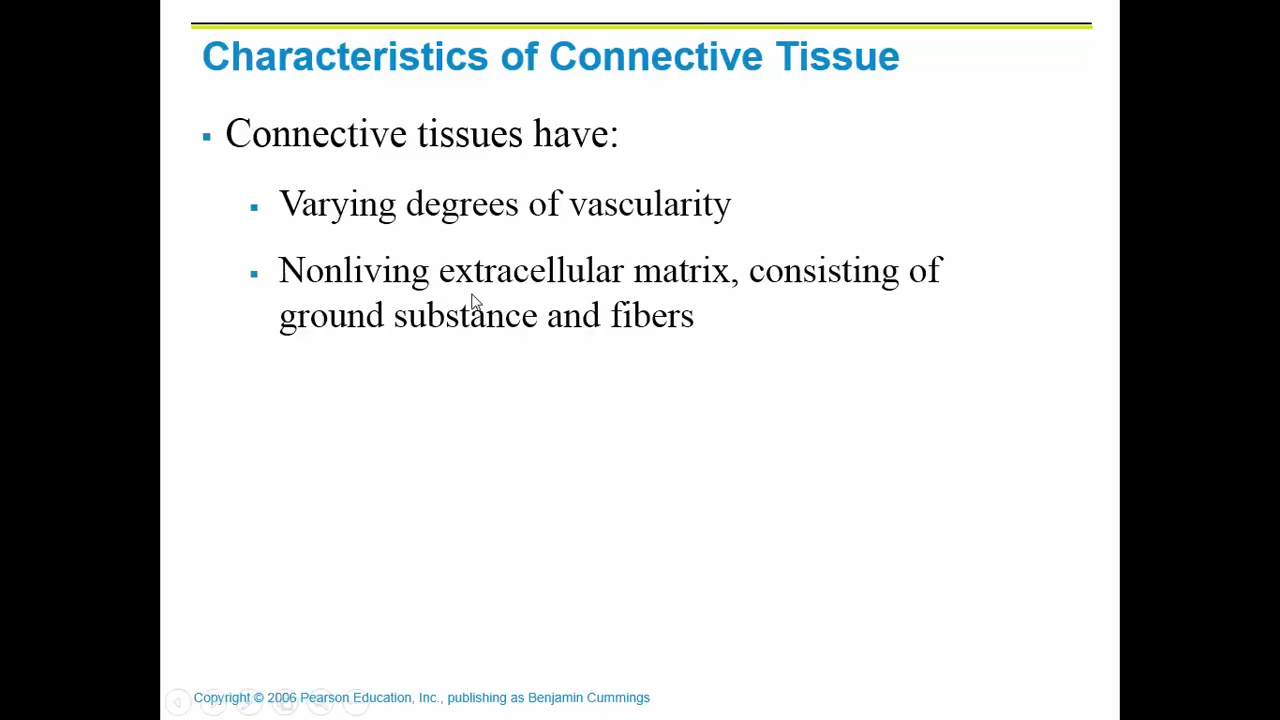 Characteristics of Connective Tissue
▪ Connective tissues have:
▪ Varying degrees of vascularity
▪ Nonliving extracellular matrix, consisting of
ground substance and fibers
Copyright © 2006 Pearson Education, Inc., publishing as Benjamin Cummings